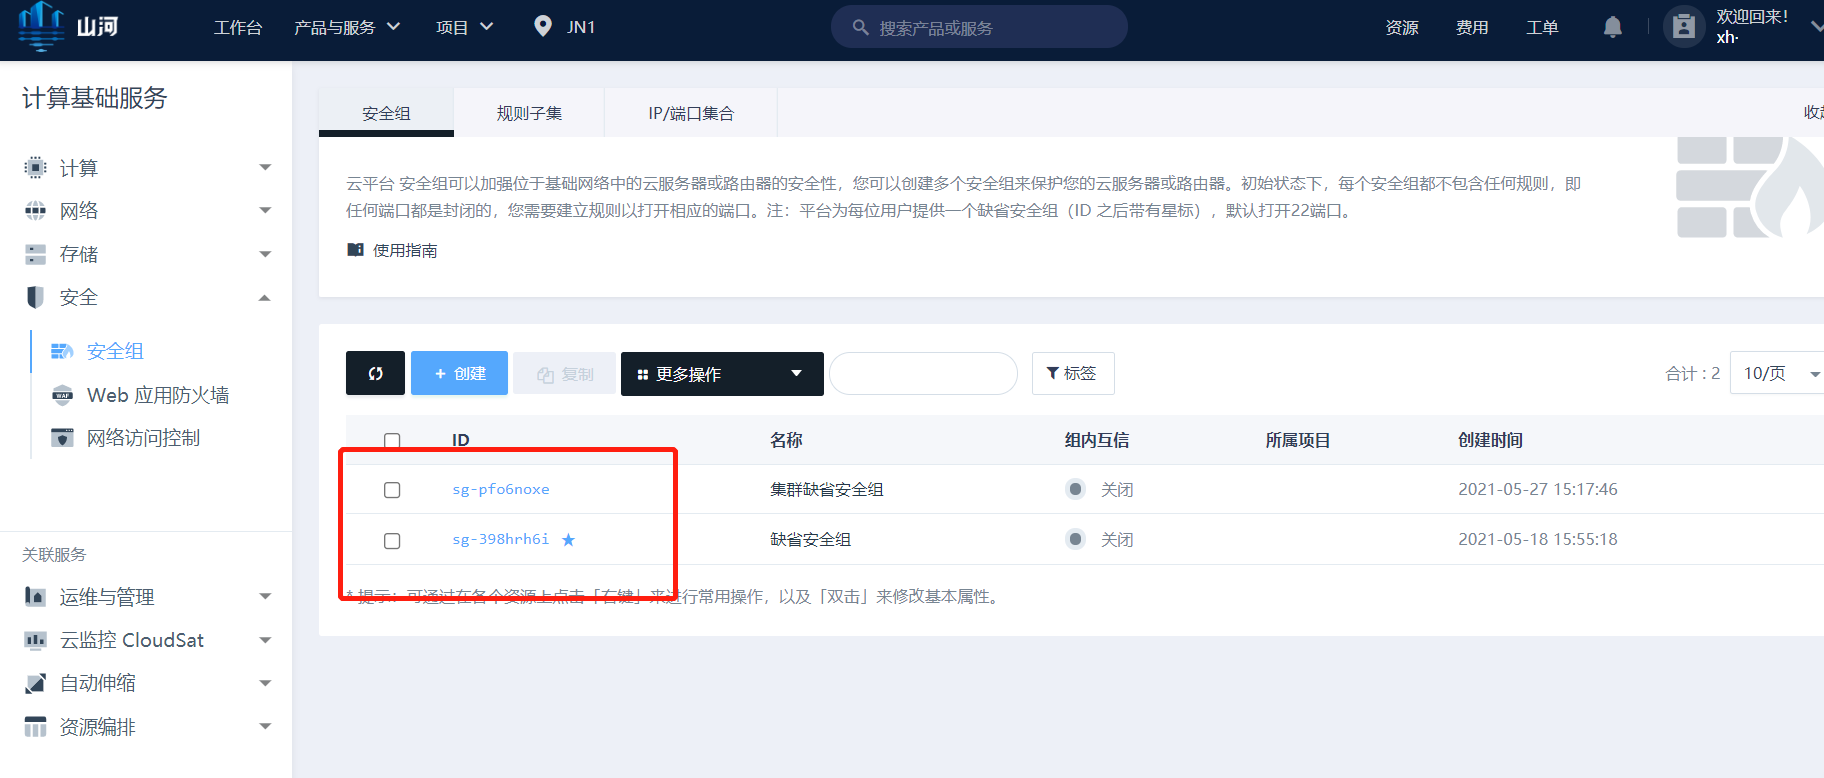 山河 工作台 产品与服务 项目 JN1 搜索产品或服务 资源 费用 工单 欢迎回来！
xh·
计算基础服务
计算
网络
存储
安全
安全组
Web 应用防火墙
网络访问控制
关联服务
运维与管理
云监控 CloudSat
自动伸缩
资源编排
安全组 规则子集 IP/端口集合 收起
云平台 安全组可以加强位于基础网络中的云服务器或路由器的安全性，您可以创建多个安全组来保护您的云服务器或路由器。初始状态下，每个安全组都不包含任何规则，即
任何端口都是封闭的，您需要建立规则以打开相应的端口。注：平台为每位用户提供一个缺省安全组（ID 之后带有星标），默认打开22端口。
使用指南
+ 创建 复制 更多操作 标签 合计 : 2 10/页
ID 名称 组内互信 所属项目 创建时间
sg-pfo6noxe 集群缺省安全组 关闭 2021-05-27 15:17:46
sg-398hrh6i ★ 缺省安全组 关闭 2021-05-18 15:55:18
* 提示：可通过在各个资源上点击「右键」来进行常用操作，以及「双击」来修改基本属性。